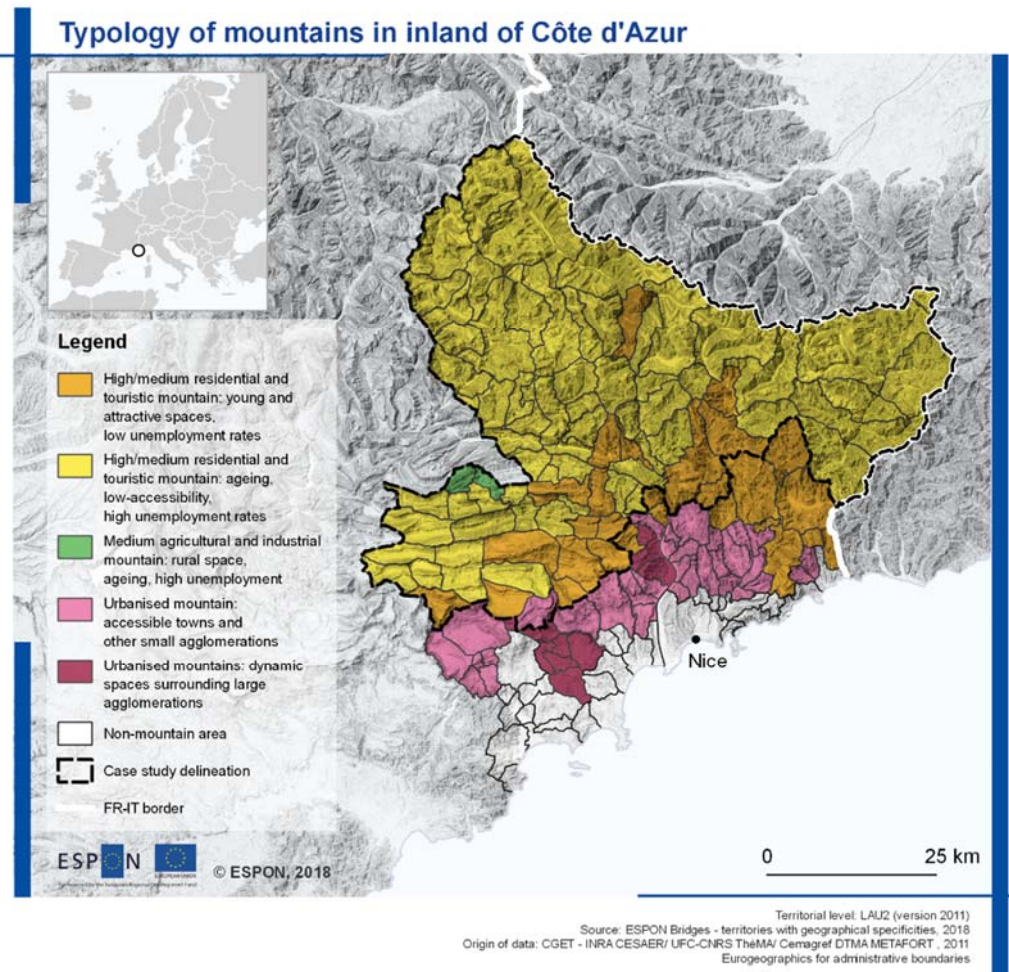 Typology of mountains in inland of Côte d'Azur
Legend
High/medium residential and
touristic mountain: young and
attractive spaces,
low unemployment rates
High/medium residential and
touristic mountain: ageing,
low-accessibility,
high unemployment rates
Medium agricultural and industrial
mountain: rural space,
ageing, high unemployment
Urbanised mountain:
accessible towns and
other small agglomerations
Urbanised mountains: dynamic
spaces surrounding large
agglomerations
Non-mountain area
Case study delineation
FR-IT border
Nice
ESPON
EUROPEAN UNION
© ESPON, 2018
0 25 km
Territorial level: LAU2 (version 2011)
Source: ESPON Bridges - territories with geographical specificities, 2018
Origin of data: CGET - INRA CESAER/ UFC-CNRS ThéMA/ Cemagref DTMA METAFORT , 2011
Eurogeographics for administrative boundaries